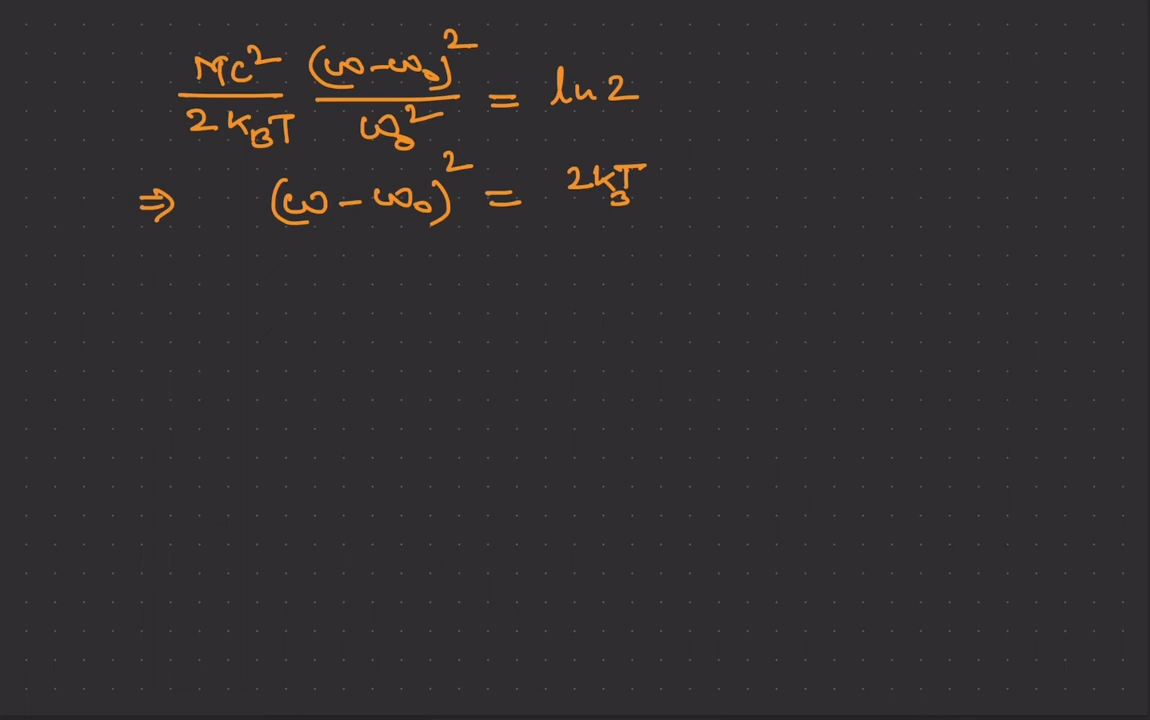 MC²/2K_BT (ω-ω₀)²/ω₀² = ln 2
⇒ (ω-ω₀)² = 2K_BT